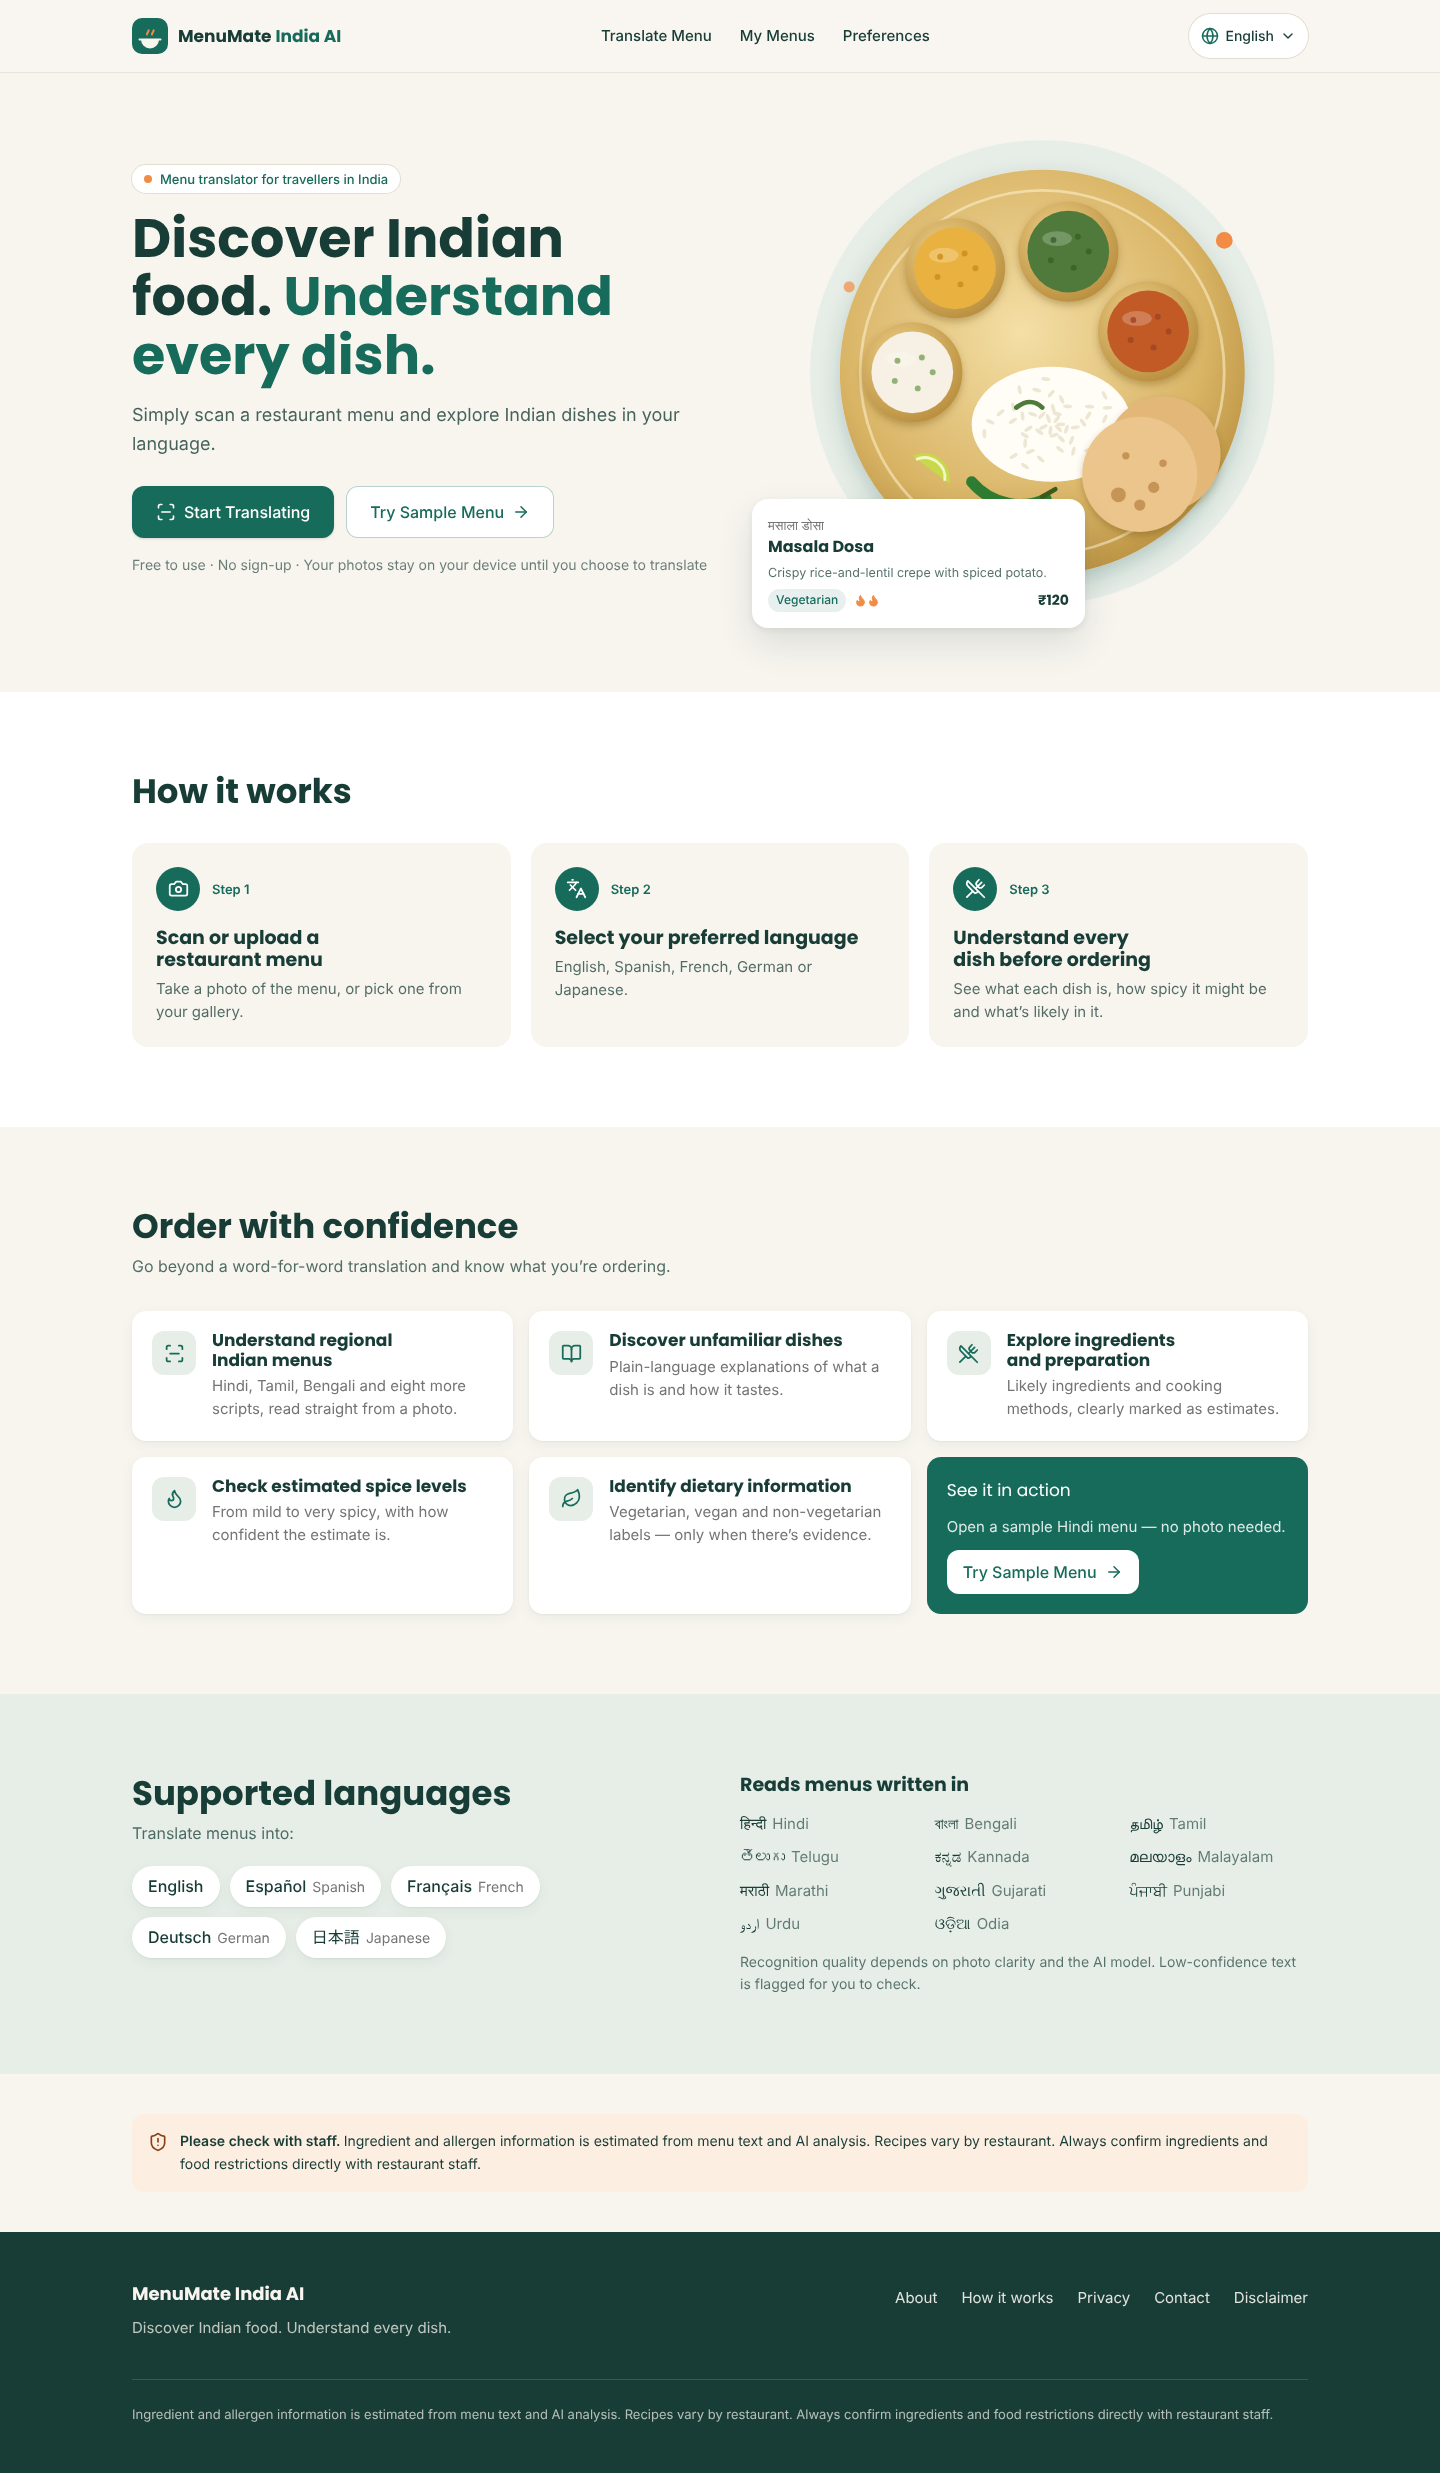 MenuMate India AI
Translate Menu
My Menus
Preferences
English
Menu translator for travellers in India
Discover Indian
food. Understand
every dish.
Simply scan a restaurant menu and explore Indian dishes in your
language.
Start Translating
Try Sample Menu
Free to use · No sign-up · Your photos stay on your device until you choose to translate
मसाला डोसा
Masala Dosa
Crispy rice-and-lentil crepe with spiced potato.
Vegetarian
₹120
How it works
Step 1
Scan or upload a
restaurant menu
Take a photo of the menu, or pick one from
your gallery.
Step 2
Select your preferred language
English, Spanish, French, German or
Japanese.
Step 3
Understand every
dish before ordering
See what each dish is, how spicy it might be
and what’s likely in it.
Order with confidence
Go beyond a word-for-word translation and know what you’re ordering.
Understand regional
Indian menus
Hindi, Tamil, Bengali and eight more
scripts, read straight from a photo.
Discover unfamiliar dishes
Plain-language explanations of what a
dish is and how it tastes.
Explore ingredients
and preparation
Likely ingredients and cooking
methods, clearly marked as estimates.
Check estimated spice levels
From mild to very spicy, with how
confident the estimate is.
Identify dietary information
Vegetarian, vegan and non-vegetarian
labels — only when there’s evidence.
See it in action
Open a sample Hindi menu — no photo needed.
Try Sample Menu
Supported languages
Translate menus into:
English
Español Spanish
Français French
Deutsch German
日本語 Japanese
Reads menus written in
हिन्दी Hindi
বাংলা Bengali
தமிழ் Tamil
తెలుగు Telugu
ಕನ್ನಡ Kannada
മലയാളം Malayalam
मराठी Marathi
ગુજરાતી Gujarati
ਪੰਜਾਬੀ Punjabi
اردو Urdu
ଓଡ଼ିଆ Odia
Recognition quality depends on photo clarity and the AI model. Low-confidence text
is flagged for you to check.
Please check with staff. Ingredient and allergen information is estimated from menu text and AI analysis. Recipes vary by restaurant. Always confirm ingredients and
food restrictions directly with restaurant staff.
MenuMate India AI
Discover Indian food. Understand every dish.
About
How it works
Privacy
Contact
Disclaimer
Ingredient and allergen information is estimated from menu text and AI analysis. Recipes vary by restaurant. Always confirm ingredients and food restrictions directly with restaurant staff.